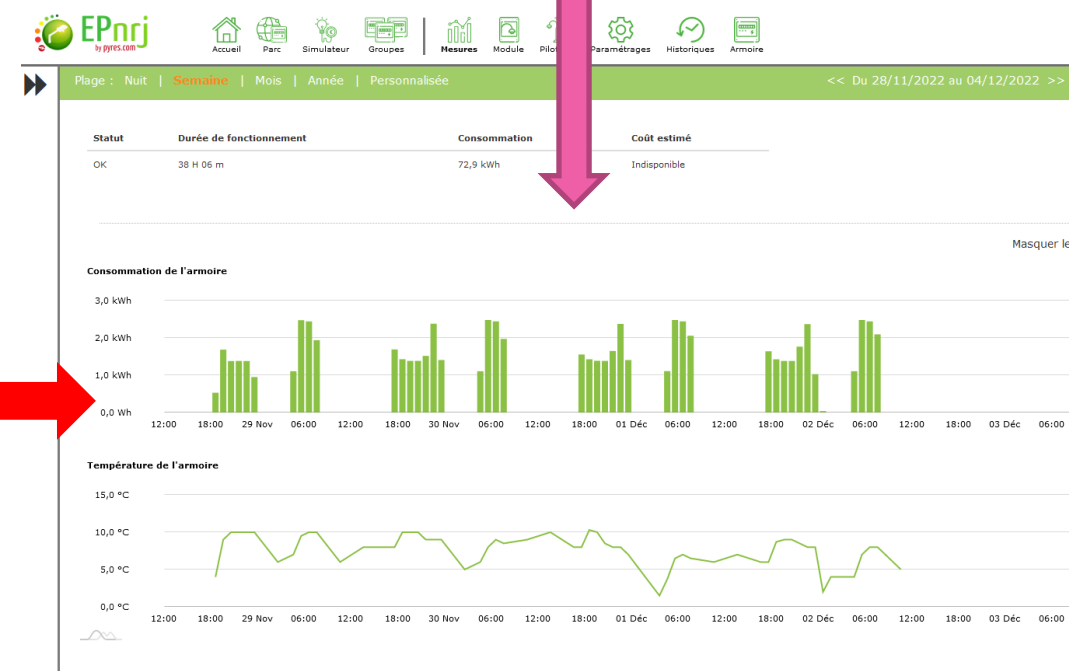 EPnrj
by pyres.com
Accueil Parc Simulateur Groupes Mesures Module Paramétrages Historiques Armoire
Plage : Nuit | Semaine | Mois | Année | Personnalisée << Du 28/11/2022 au 04/12/2022 >>
Statut Durée de fonctionnement Consommation Coût estimé
OK 38 H 06 m 72,9 kWh Indisponible
Masquer
Consommation de l'armoire
3,0 kWh
2,0 kWh
1,0 kWh
0,0 Wh
12:00 18:00 29 Nov 06:00 12:00 18:00 30 Nov 06:00 12:00 18:00 01 Déc 06:00 12:00 18:00 02 Déc 06:00 12:00 18:00 03 Déc 06:00
Température de l'armoire
15,0 °C
10,0 °C
5,0 °C
0,0 °C
12:00 18:00 29 Nov 06:00 12:00 18:00 30 Nov 06:00 12:00 18:00 01 Déc 06:00 12:00 18:00 02 Déc 06:00 12:00 18:00 03 Déc 06:00